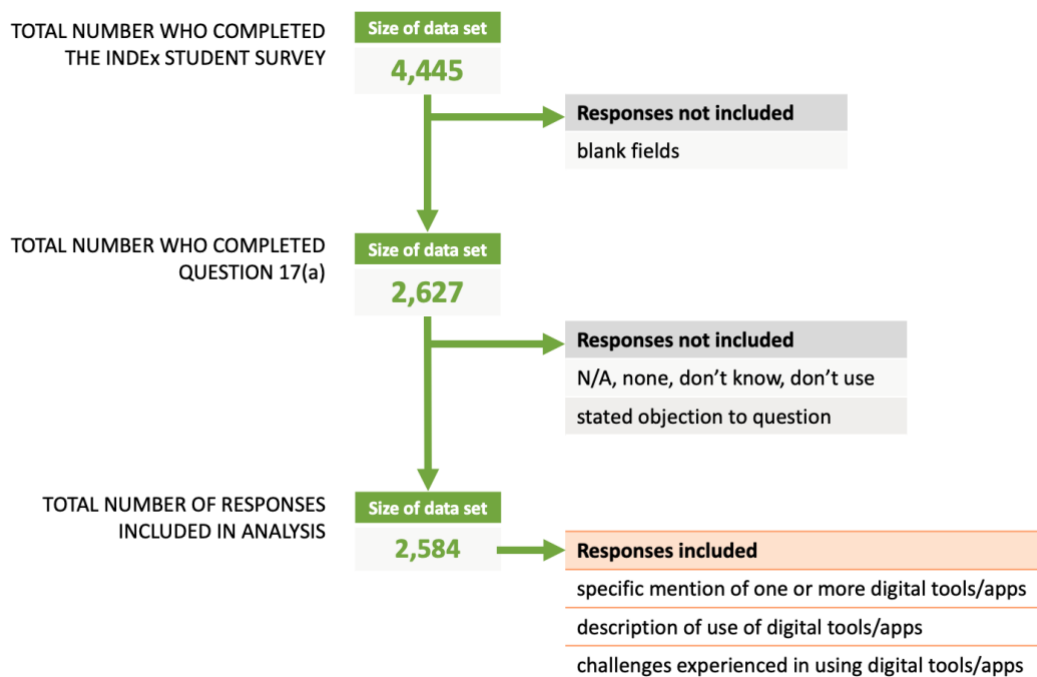 TOTAL NUMBER WHO COMPLETED
THE INDEx STUDENT SURVEY
Size of data set
4,445
Responses not included
blank fields
TOTAL NUMBER WHO COMPLETED
QUESTION 17(a)
Size of data set
2,627
Responses not included
N/A, none, don’t know, don’t use
stated objection to question
TOTAL NUMBER OF RESPONSES
INCLUDED IN ANALYSIS
Size of data set
2,584
Responses included
specific mention of one or more digital tools/apps
description of use of digital tools/apps
challenges experienced in using digital tools/apps